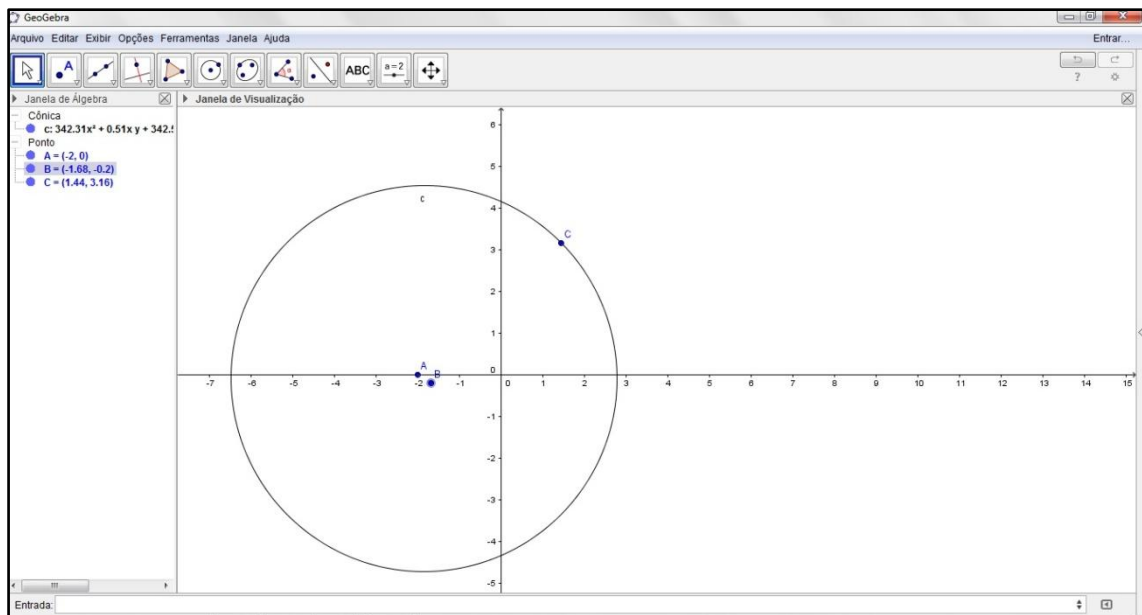 GeoGebra
Arquivo Editar Exibir Opções Ferramentas Janela Ajuda
Entrar...
A
ABC
a=2
?
Janela de Álgebra
Janela de Visualização
Cônica
c: 342.31x² + 0.51x y + 342.5
Ponto
A = (-2, 0)
B = (-1.68, -0.2)
C = (1.44, 3.16)
6
5
4
3
2
1
0
-1
-2
-3
-4
-5
c
C
A
B
-7 -6 -5 -4 -3 -2 -1 0 1 2 3 4 5 6 7 8 9 10 11 12 13 14 15
Entrada: